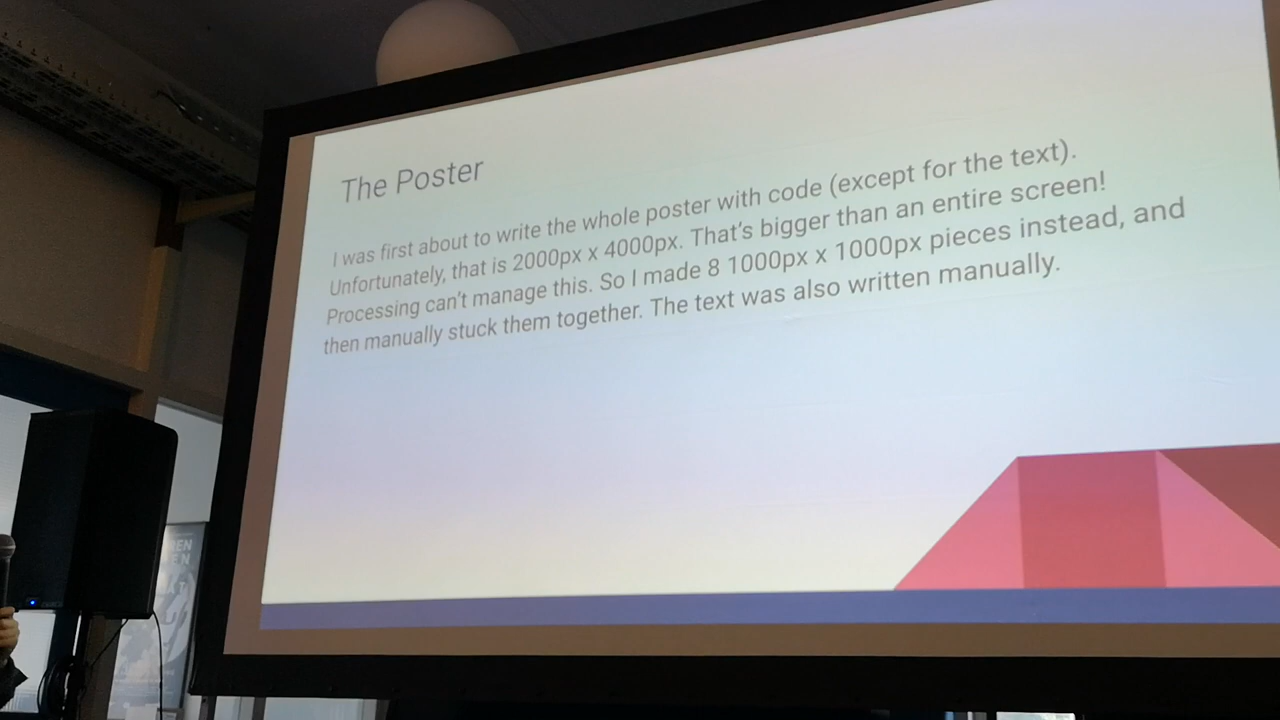 The Poster
I was first about to write the whole poster with code (except for the text).
Unfortunately, that is 2000px x 4000px. That's bigger than an entire screen!
Processing can't manage this. So I made 8 1000px x 1000px pieces instead, and
then manually stuck them together. The text was also written manually.